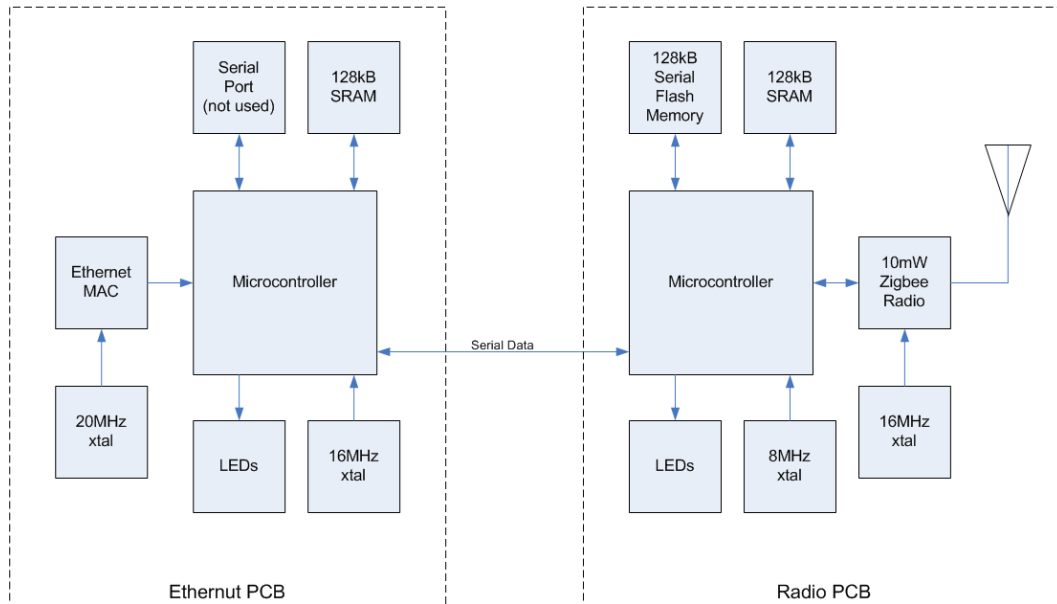 Serial
Port
(not used)
128kB
SRAM
128kB
Serial
Flash
Memory
128kB
SRAM
Ethernet
MAC
Microcontroller
Microcontroller
10mW
Zigbee
Radio
Serial Data
20MHz
xtal
LEDs
16MHz
xtal
LEDs
8MHz
xtal
16MHz
xtal
Ethernut PCB
Radio PCB